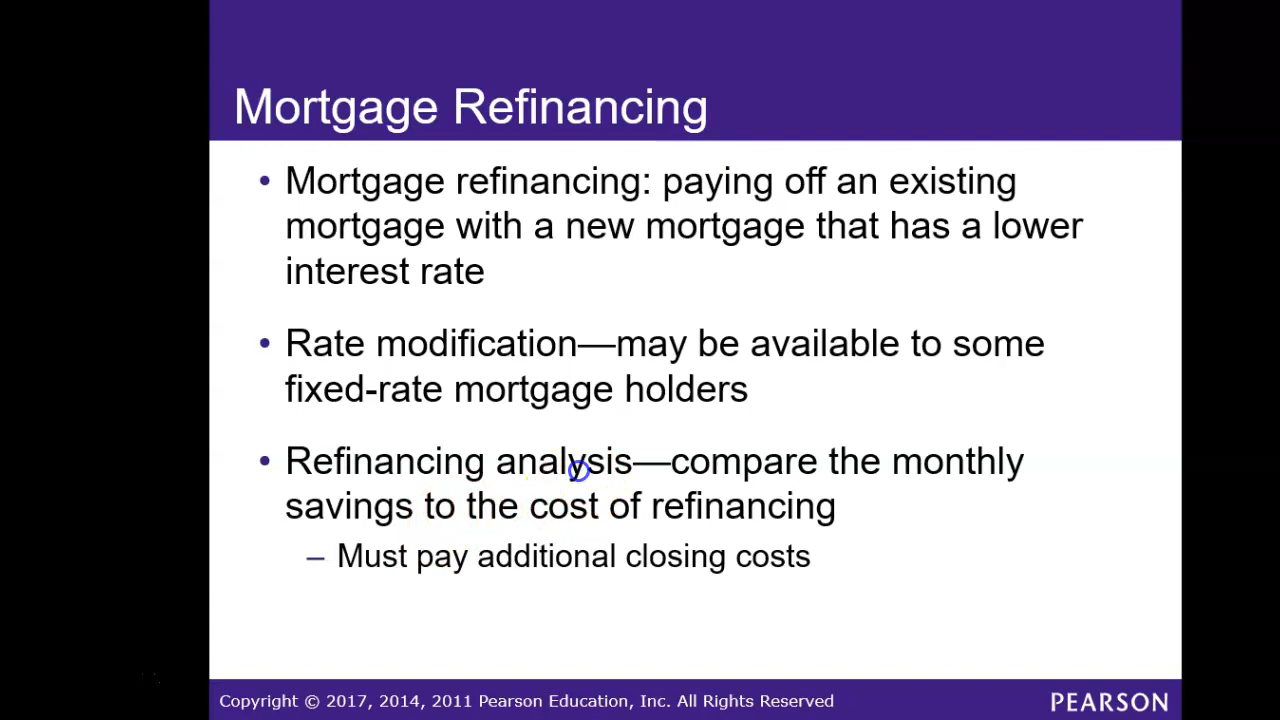 Mortgage Refinancing
• Mortgage refinancing: paying off an existing
mortgage with a new mortgage that has a lower
interest rate
• Rate modification—may be available to some
fixed-rate mortgage holders
• Refinancing analysis—compare the monthly
savings to the cost of refinancing
– Must pay additional closing costs
Copyright © 2017, 2014, 2011 Pearson Education, Inc. All Rights Reserved
PEARSON